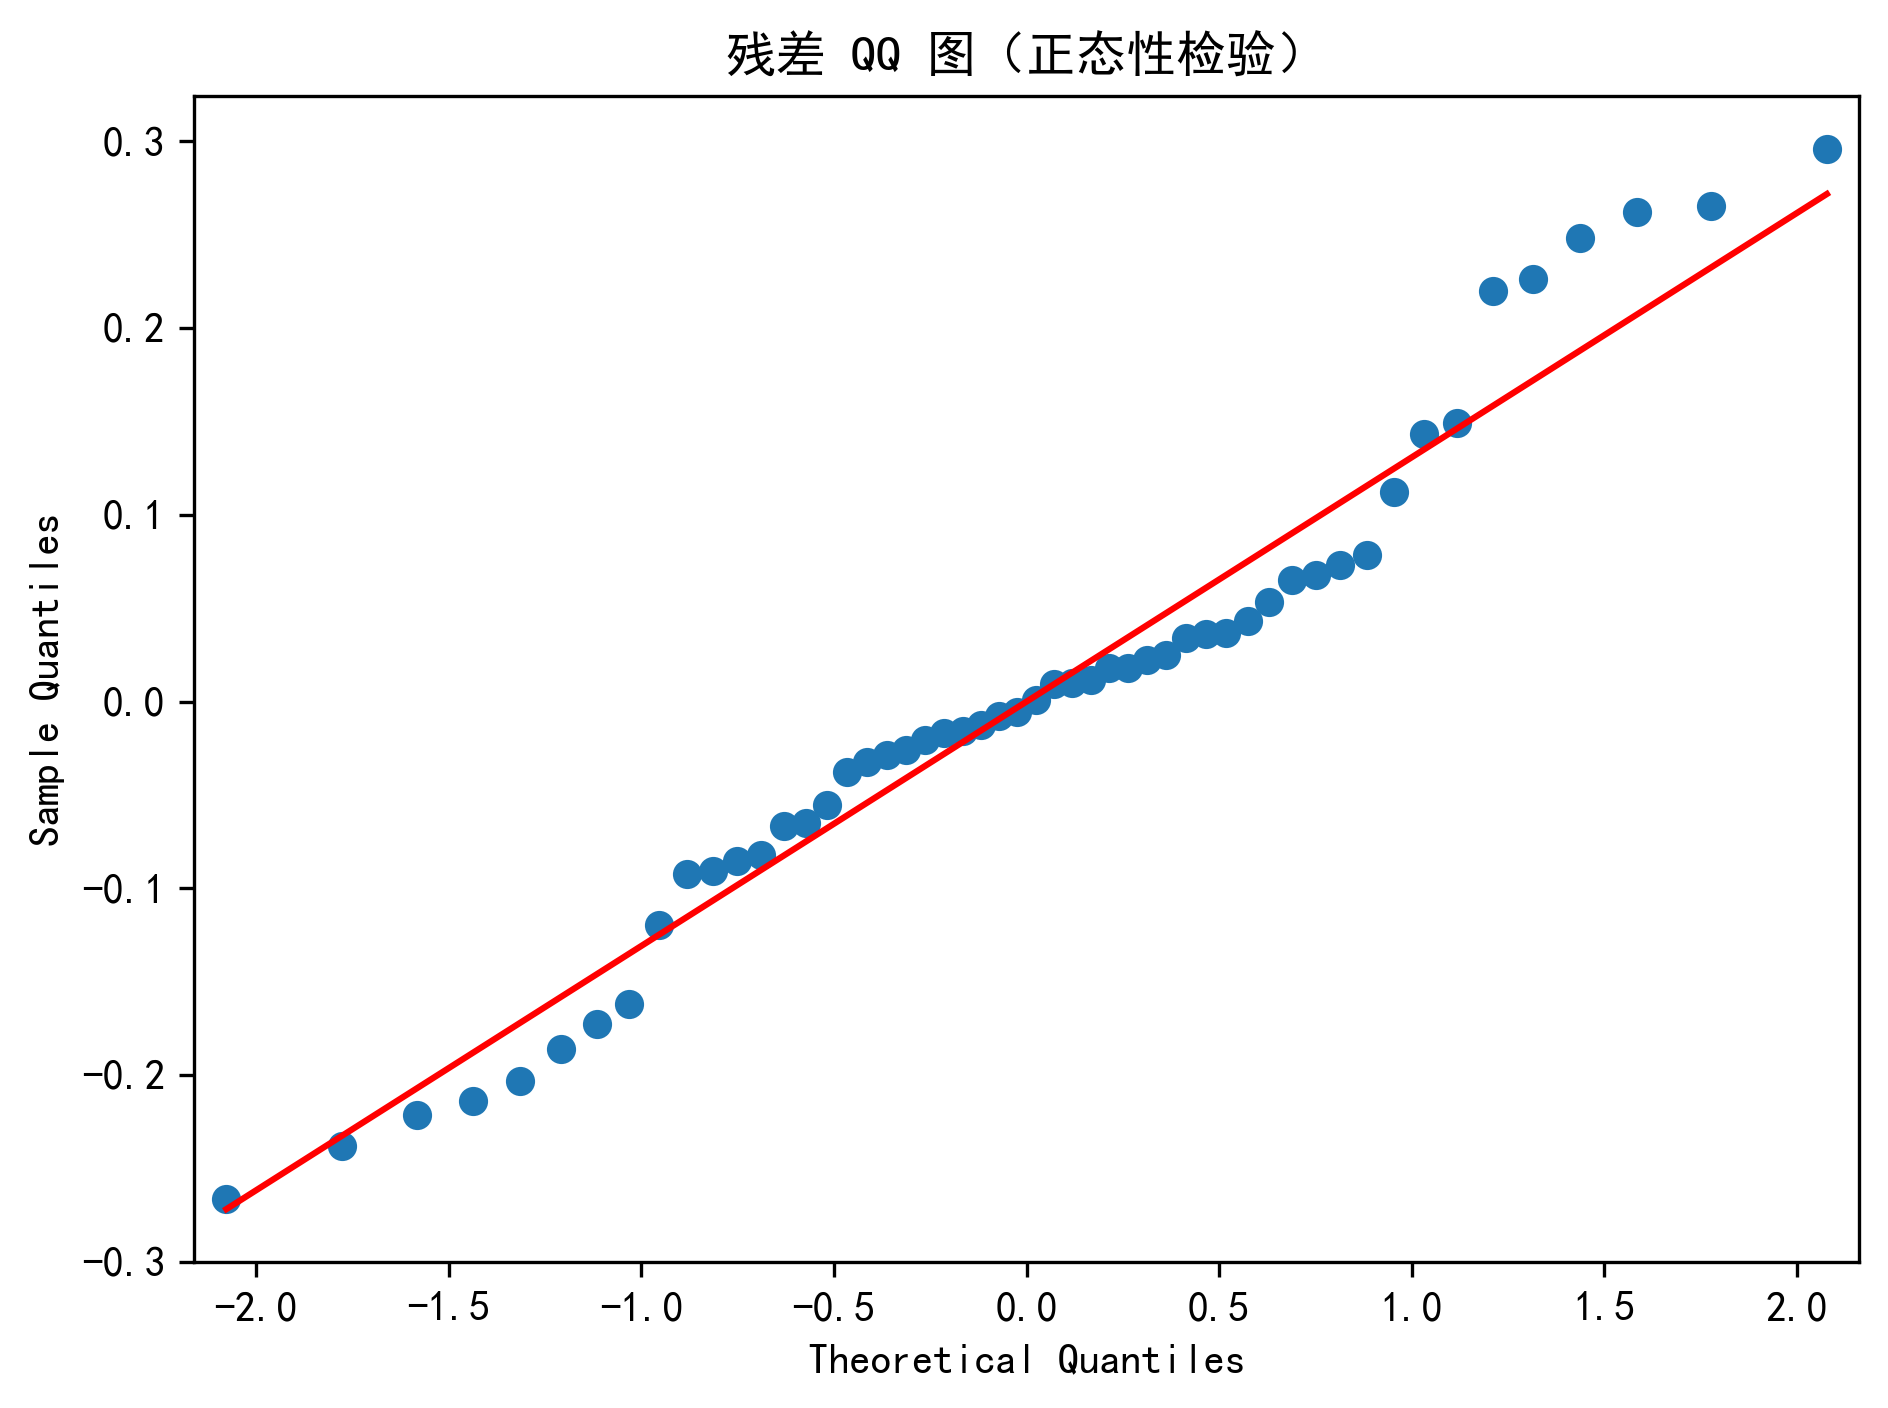 残差 QQ 图（正态性检验）
0.3
0.2
0.1
0.0
−0.1
−0.2
−0.3
Sample Quantiles
−2.0 −1.5 −1.0 −0.5 0.0 0.5 1.0 1.5 2.0
Theoretical Quantiles